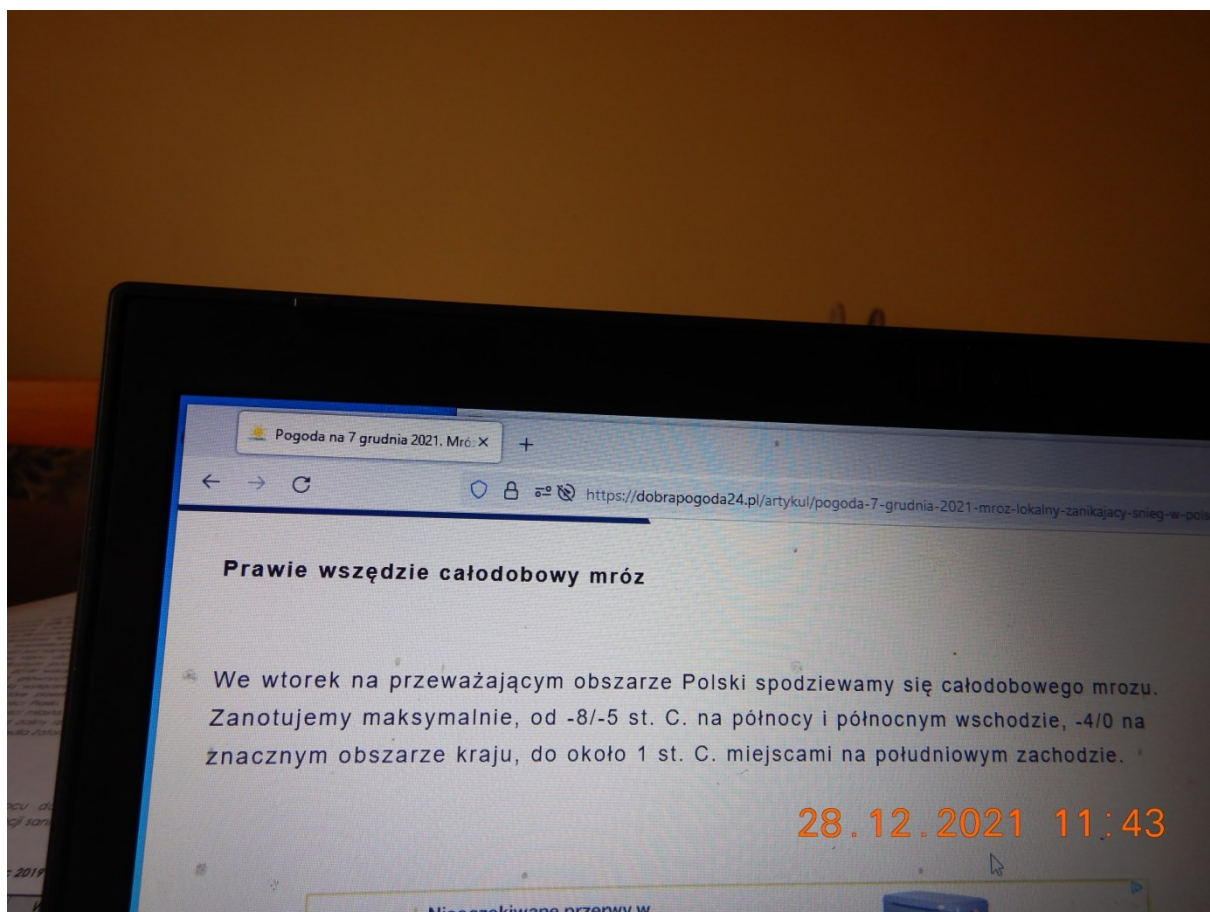 Pogoda na 7 grudnia 2021. Mró
https://dobrapogoda24.pl/artykul/pogoda-7-grudnia-2021-mroz-lokalny-zanikajacy-snieg-w-pols
Prawie wszędzie całodobowy mróz
We wtorek na przeważającym obszarze Polski spodziewamy się całodobowego mrozu.
Zanotujemy maksymalnie, od -8/-5 st. C. na północy i północnym wschodzie, -4/0 na
znacznym obszarze kraju, do około 1 st. C. miejscami na południowym zachodzie.
28.12.2021 11:43
2019
Nieoczekiwane przerwy w